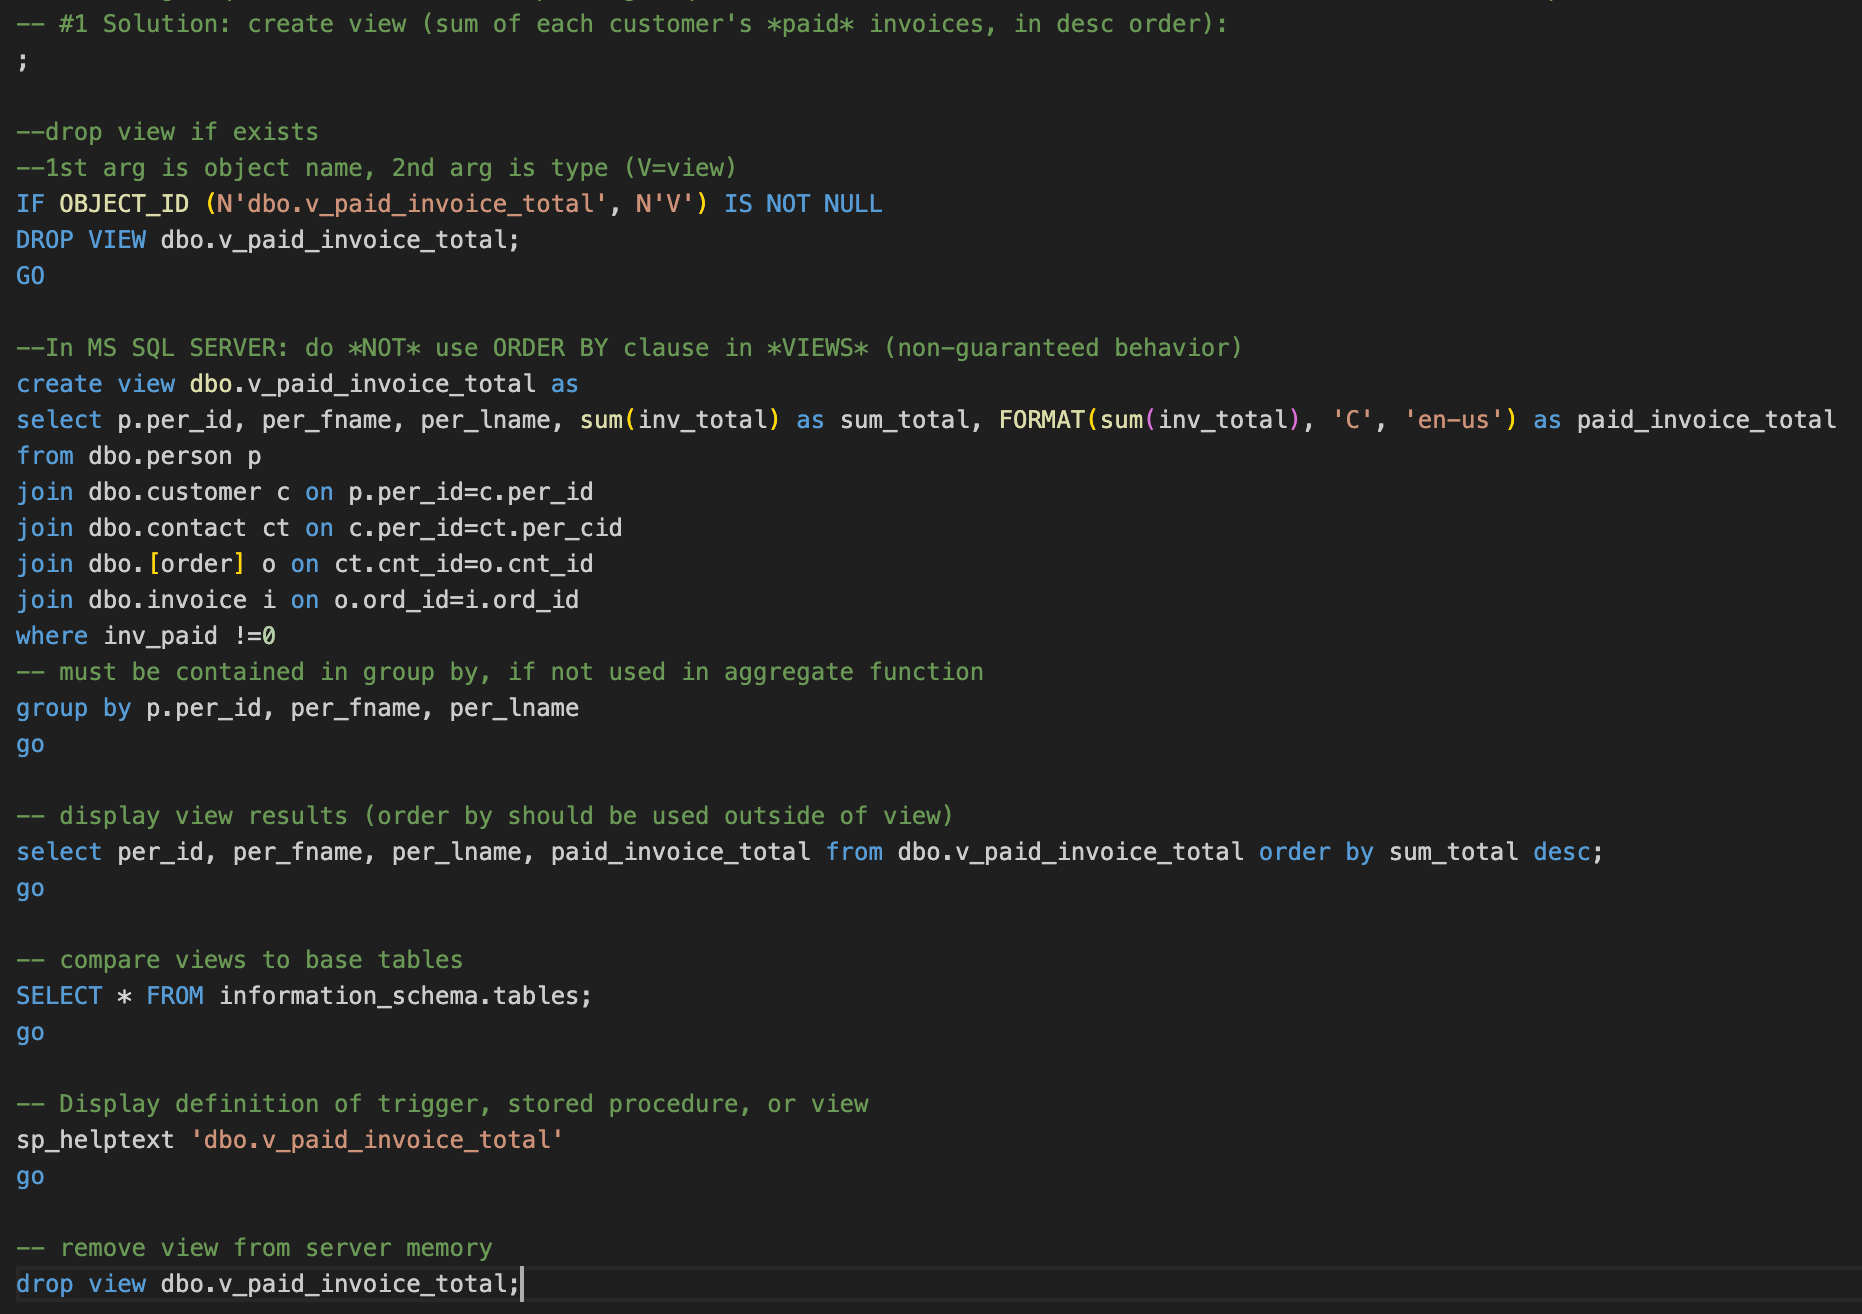 -- #1 Solution: create view (sum of each customer's *paid* invoices, in desc order):
;
--drop view if exists
--1st arg is object name, 2nd arg is type (V=view)
IF OBJECT_ID (N'dbo.v_paid_invoice_total', N'V') IS NOT NULL
DROP VIEW dbo.v_paid_invoice_total;
GO
--In MS SQL SERVER: do *NOT* use ORDER BY clause in *VIEWS* (non-guaranteed behavior)
create view dbo.v_paid_invoice_total as
select p.per_id, per_fname, per_lname, sum(inv_total) as sum_total, FORMAT(sum(inv_total), 'C', 'en-us') as paid_invoice_total
from dbo.person p
join dbo.customer c on p.per_id=c.per_id
join dbo.contact ct on c.per_id=ct.per_cid
join dbo.[order] o on ct.cnt_id=o.cnt_id
join dbo.invoice i on o.ord_id=i.ord_id
where inv_paid !=0
-- must be contained in group by, if not used in aggregate function
group by p.per_id, per_fname, per_lname
go
-- display view results (order by should be used outside of view)
select per_id, per_fname, per_lname, paid_invoice_total from dbo.v_paid_invoice_total order by sum_total desc;
go
-- compare views to base tables
SELECT * FROM information_schema.tables;
go
-- Display definition of trigger, stored procedure, or view
sp_helptext 'dbo.v_paid_invoice_total'
go
-- remove view from server memory
drop view dbo.v_paid_invoice_total;